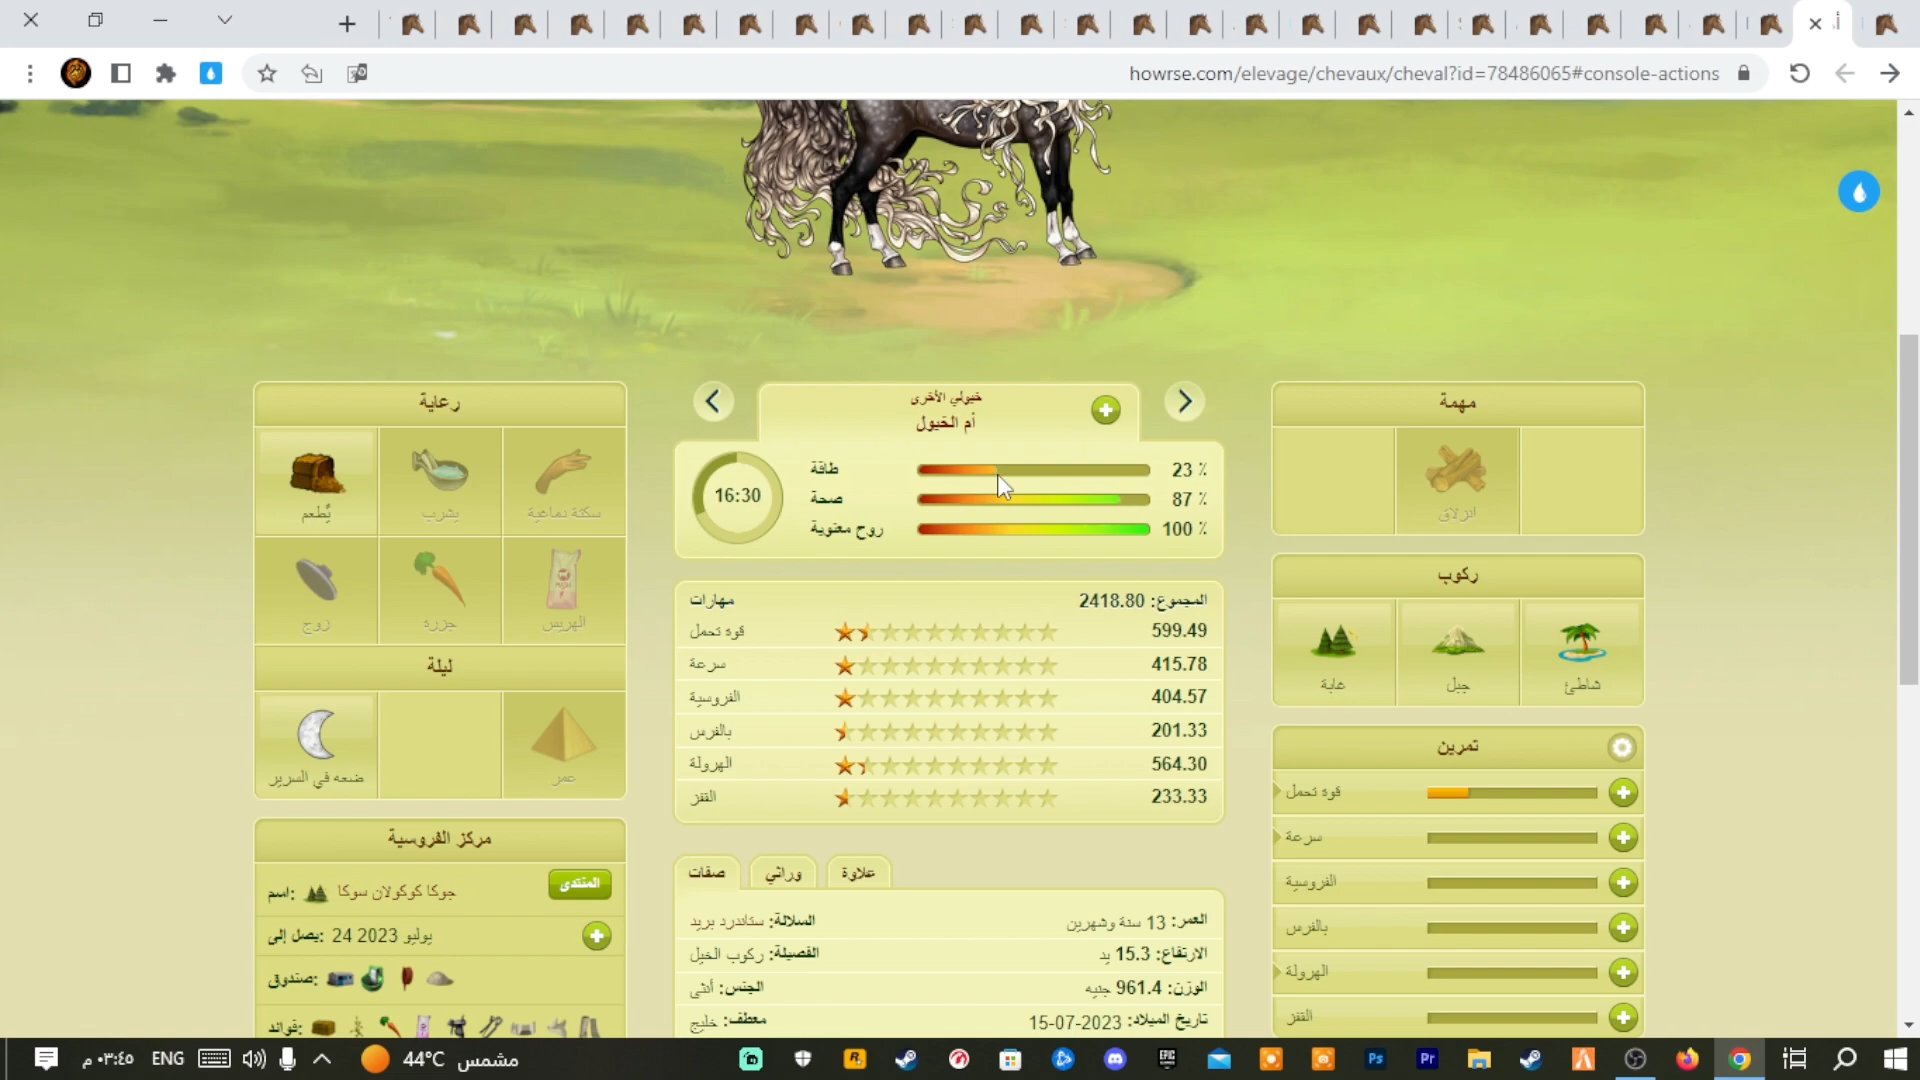 howrse.com/elevage/chevaux/cheval?id=78486065#console-actions
رعاية
يُطعم
يشرب
سكتة دماغية
زوج
جزرة
الهريس
ليلة
ضعه في السرير
عمر
خيولي الأخرى
أم الخيول
16:30
طاقة 23 %
صحة 87 %
روح معنوية 100 %
مهارات المجموع: 2418.80
قوة تحمل 599.49
سرعة 415.78
الفروسية 404.57
بالفرس 201.33
الهرولة 564.30
القفز 233.33
صفات
وراثي
علاوة
السلالة: ستاندرد بريد العمر: 13 سنة وشهرين
الفصيلة: ركوب الخيل الارتفاع: 15.3 يد
الجنس: أنثى الوزن: 961.4 جنيه
معطف: خليج تاريخ الميلاد: 15-07-2023
مهمة
انزلاق
ركوب
غابة
جبل
شاطئ
تمرين
قوة تحمل
سرعة
الفروسية
بالفرس
الهرولة
القفز
مركز الفروسية
اسم: جوكا كوكولان سوكا
المنتدى
يصل إلى: 24 يوليو 2023
صندوق:
فوائد:
٠٣:٤٥ م
ENG
44°C مشمس